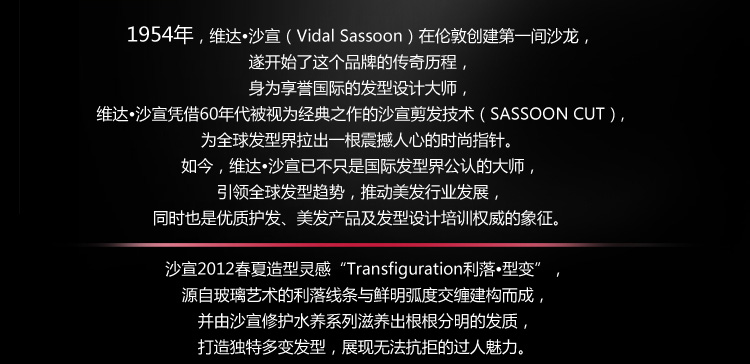 1954年，维达•沙宣（Vidal Sassoon）在伦敦创建第一间沙龙，
遂开始了这个品牌的传奇历程，
身为享誉国际的发型设计大师，
维达•沙宣凭借60年代被视为经典之作的沙宣剪发技术（SASSOON CUT），
为全球发型界拉出一根震撼人心的时尚指针。
如今，维达•沙宣已不只是国际发型界公认的大师，
引领全球发型趋势，推动美发行业发展，
同时也是优质护发、美发产品及发型设计培训权威的象征。
沙宣2012春夏造型灵感“Transfiguration利落•型变”，
源自玻璃艺术的利落线条与鲜明弧度交缠建构而成，
并由沙宣修护水养系列滋养出根根分明的发质，
打造独特多变发型，展现无法抗拒的过人魅力。